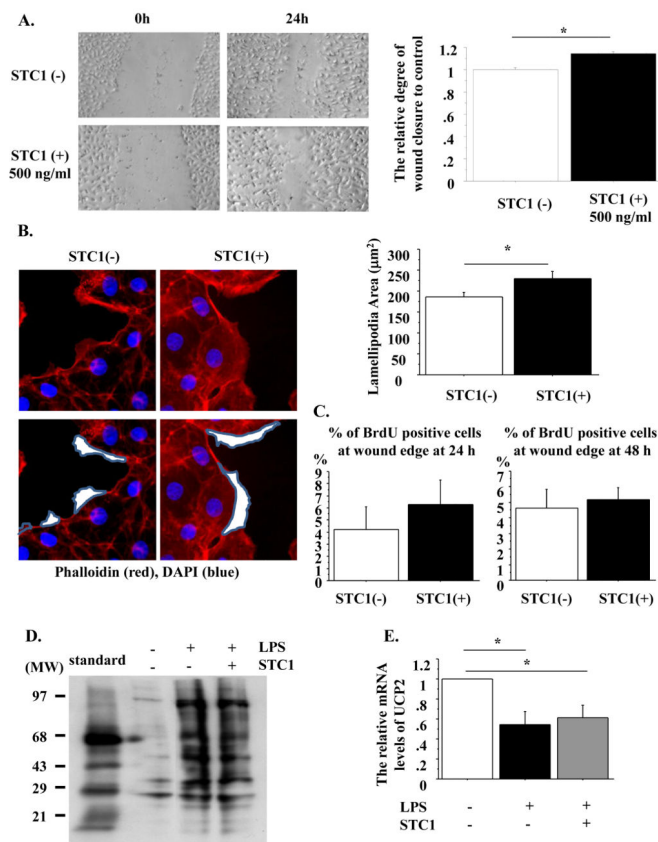 A.
0h
24h
STC1 (-)
STC1 (+)
500 ng/ml
The relative degree of
wound closure to control
1.2
1
.8
.6
.4
.2
0
*
STC1 (-)
STC1 (+)
500 ng/ml
B.
STC1(-)
STC1(+)
Phalloidin (red), DAPI (blue)
Lamellipodia Area (μm²)
350
300
250
200
150
100
50
0
*
STC1(-)
STC1(+)
C.
% of BrdU positive cells
at wound edge at 24 h
%
9
8
7
6
5
4
3
2
1
0
STC1(-)
STC1(+)
% of BrdU positive cells
at wound edge at 48 h
%
8
7
6
5
4
3
2
1
0
STC1(-)
STC1(+)
D.
(MW)
standard
- + + LPS
- - + STC1
97
68
43
29
21
E.
The relative mRNA
levels of UCP2
1.2
1
.8
.6
.4
.2
0
*
*
LPS - + +
STC1 - - +